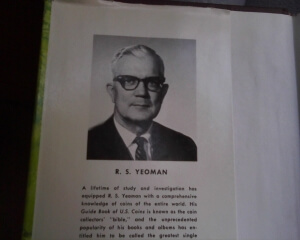 R. S. YEOMAN
A lifetime of study and investigation has
equipped R. S. Yeoman with a comprehensive
knowledge of coins of the entire world. His
Guide Book of U.S. Coins is known as the coin
collectors' "bible," and the unprecedented
popularity of his books and albums has en-
titled him to be called the greatest single